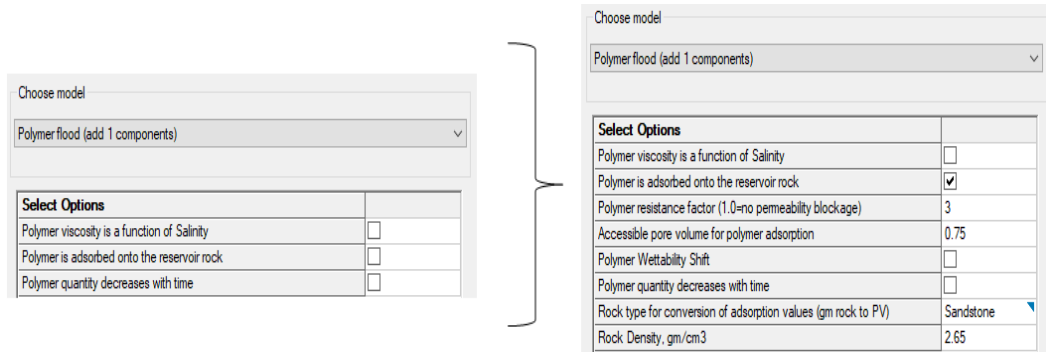 Choose model
Polymer flood (add 1 components)
Select Options
Polymer viscosity is a function of Salinity
Polymer is adsorbed onto the reservoir rock
Polymer quantity decreases with time
Choose model
Polymer flood (add 1 components)
Select Options
Polymer viscosity is a function of Salinity
Polymer is adsorbed onto the reservoir rock
Polymer resistance factor (1.0=no permeability blockage) 3
Accessible pore volume for polymer adsorption 0.75
Polymer Wettability Shift
Polymer quantity decreases with time
Rock type for conversion of adsorption values (gm rock to PV) Sandstone
Rock Density, gm/cm3 2.65